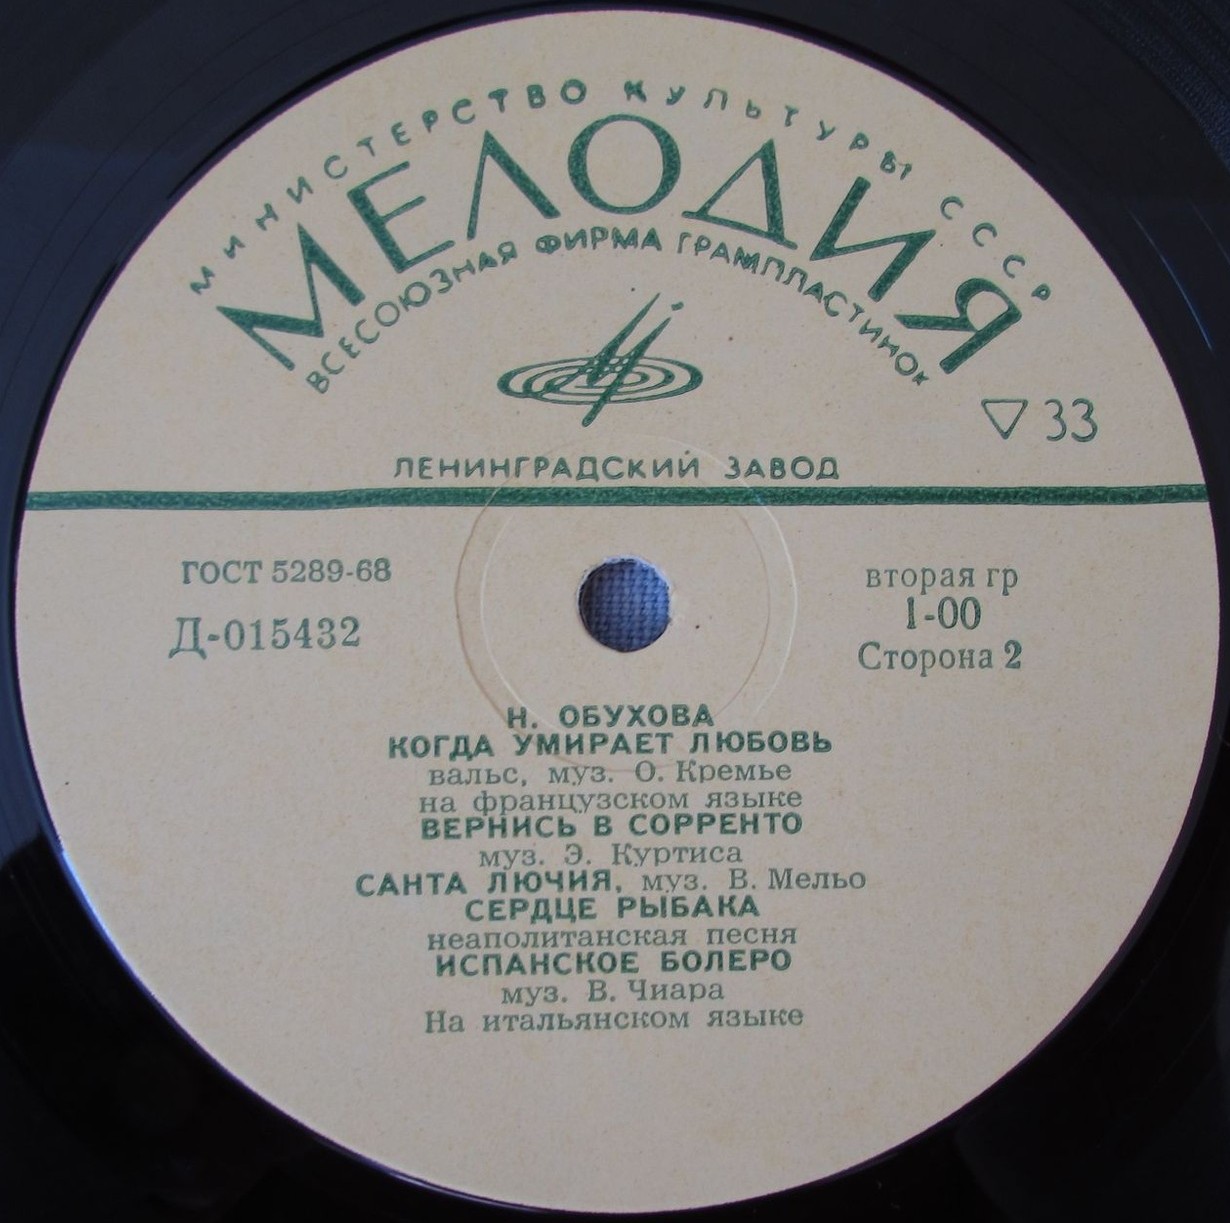 МИНИСТЕРСТВО КУЛЬТУРЫ СССР
МЕЛОДИЯ
ВСЕСОЮЗНАЯ ФИРМА ГРАМПЛАСТИНОК
▽ 33
ЛЕНИНГРАДСКИЙ ЗАВОД
ГОСТ 5289-68
Д-015432
вторая гр
1-00
Сторона 2
Н. ОБУХОВА
КОГДА УМИРАЕТ ЛЮБОВЬ
вальс, муз. О. Кремье
на французском языке
ВЕРНИСЬ В СОРРЕНТО
муз. Э. Куртиса
САНТА ЛЮЧИЯ, муз. В. Мельо
СЕРДЦЕ РЫБАКА
неаполитанская песня
ИСПАНСКОЕ БОЛЕРО
муз. В. Чиара
На итальянском языке